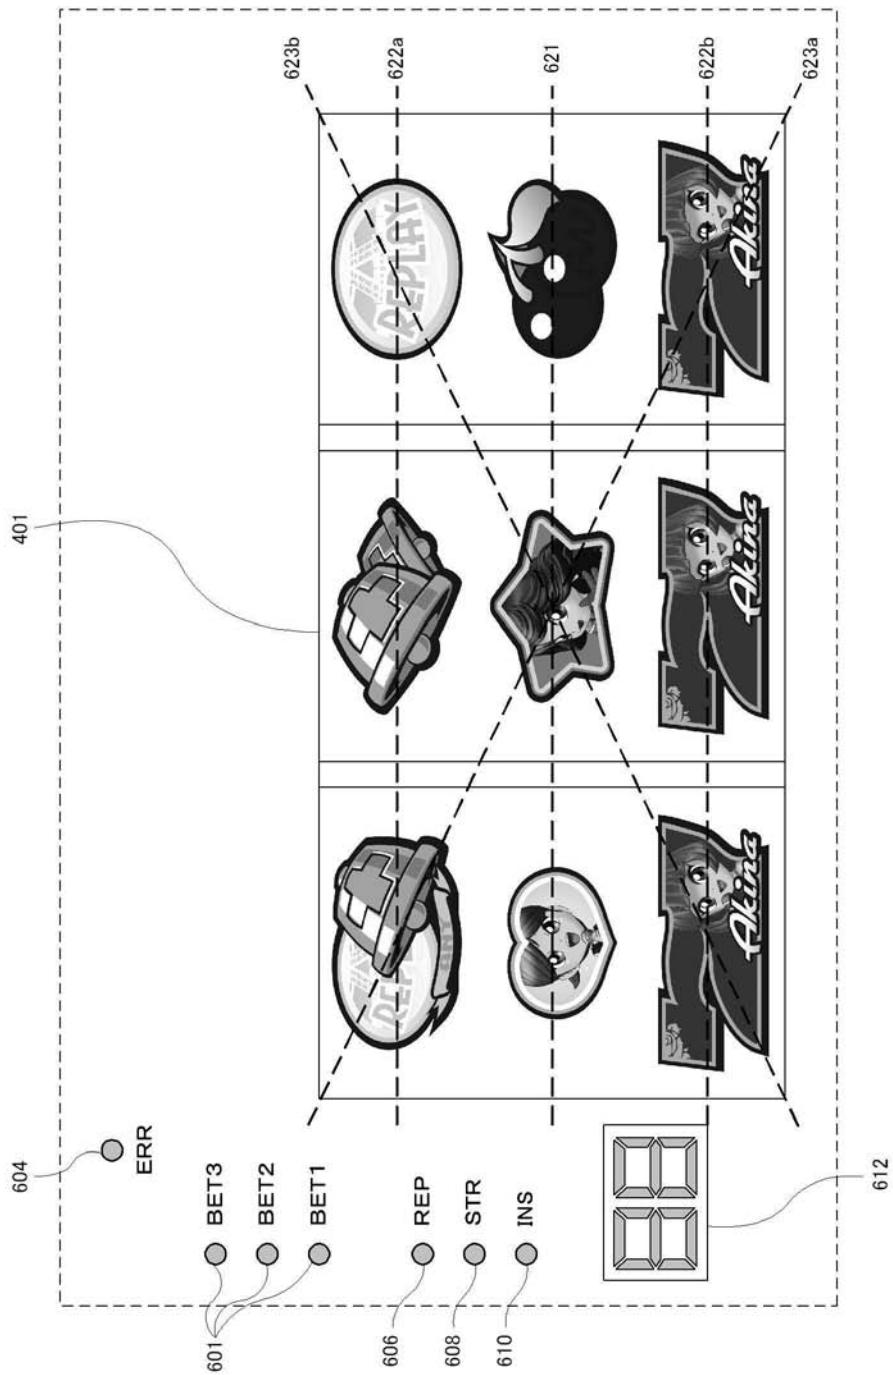 401
604
ERR
601
BET3
BET2
BET1
606
REP
608
STR
610
INS
612
REPLAY
REPLAY
Akina
Akina
Akina
623b
622a
621
622b
623a